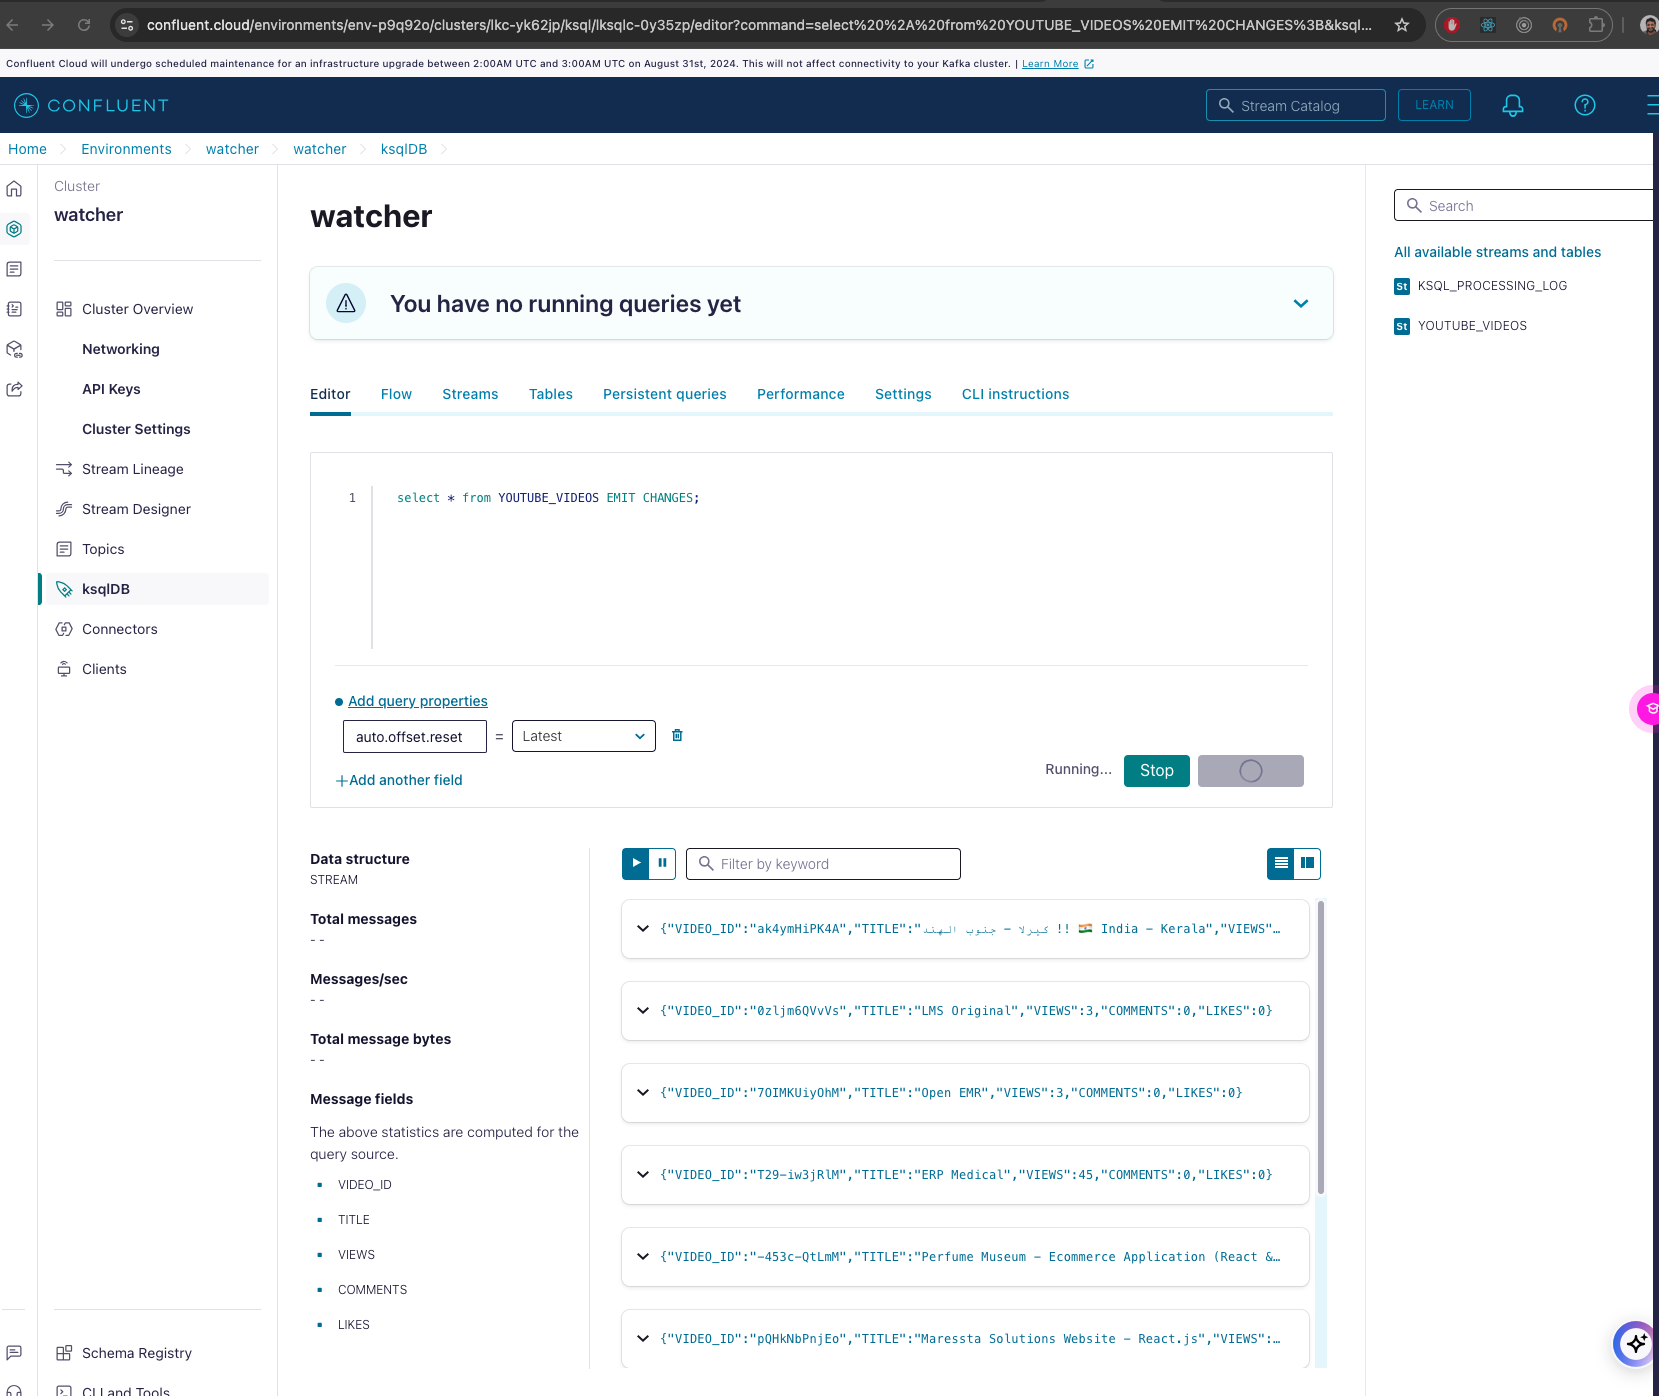 confluent.cloud/environments/env-p9q92o/clusters/lkc-yk62jp/ksql/lksqlc-0y35zp/editor?command=select%20%2A%20from%20YOUTUBE_VIDEOS%20EMIT%20CHANGES%3B&ksql...
Confluent Cloud will undergo scheduled maintenance for an infrastructure upgrade between 2:00AM UTC and 3:00AM UTC on August 31st, 2024. This will not affect connectivity to your Kafka cluster. | Learn More
CONFLUENT
Stream Catalog
LEARN
Home
Environments
watcher
watcher
ksqlDB
Cluster
watcher
Cluster Overview
Networking
API Keys
Cluster Settings
Stream Lineage
Stream Designer
Topics
ksqlDB
Connectors
Clients
Schema Registry
CLI and Tools
watcher
You have no running queries yet
Editor
Flow
Streams
Tables
Persistent queries
Performance
Settings
CLI instructions
1 select * from YOUTUBE_VIDEOS EMIT CHANGES;
Add query properties
auto.offset.reset = Latest
+Add another field
Running...
Stop
Data structure
STREAM
Total messages
--
Messages/sec
--
Total message bytes
--
Message fields
The above statistics are computed for the
query source.
VIDEO_ID
TITLE
VIEWS
COMMENTS
LIKES
Filter by keyword
{"VIDEO_ID":"ak4ymHiPK4A","TITLE":"كيرلا - جنوب الهند !! 🇮🇳 India - Kerala","VIEWS"…
{"VIDEO_ID":"0zljm6QVvVs","TITLE":"LMS Original","VIEWS":3,"COMMENTS":0,"LIKES":0}
{"VIDEO_ID":"7OIMKUiyOhM","TITLE":"Open EMR","VIEWS":3,"COMMENTS":0,"LIKES":0}
{"VIDEO_ID":"T29-iw3jRlM","TITLE":"ERP Medical","VIEWS":45,"COMMENTS":0,"LIKES":0}
{"VIDEO_ID":"-453c-QtLmM","TITLE":"Perfume Museum - Ecommerce Application (React &…
{"VIDEO_ID":"pQHkNbPnjEo","TITLE":"Maressta Solutions Website - React.js","VIEWS":…
Search
All available streams and tables
St KSQL_PROCESSING_LOG
St YOUTUBE_VIDEOS